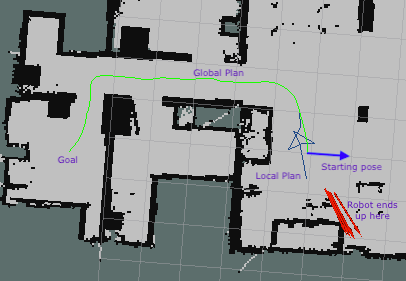 Global Plan
Goal
Starting pose
Local Plan
Robot ends
up here